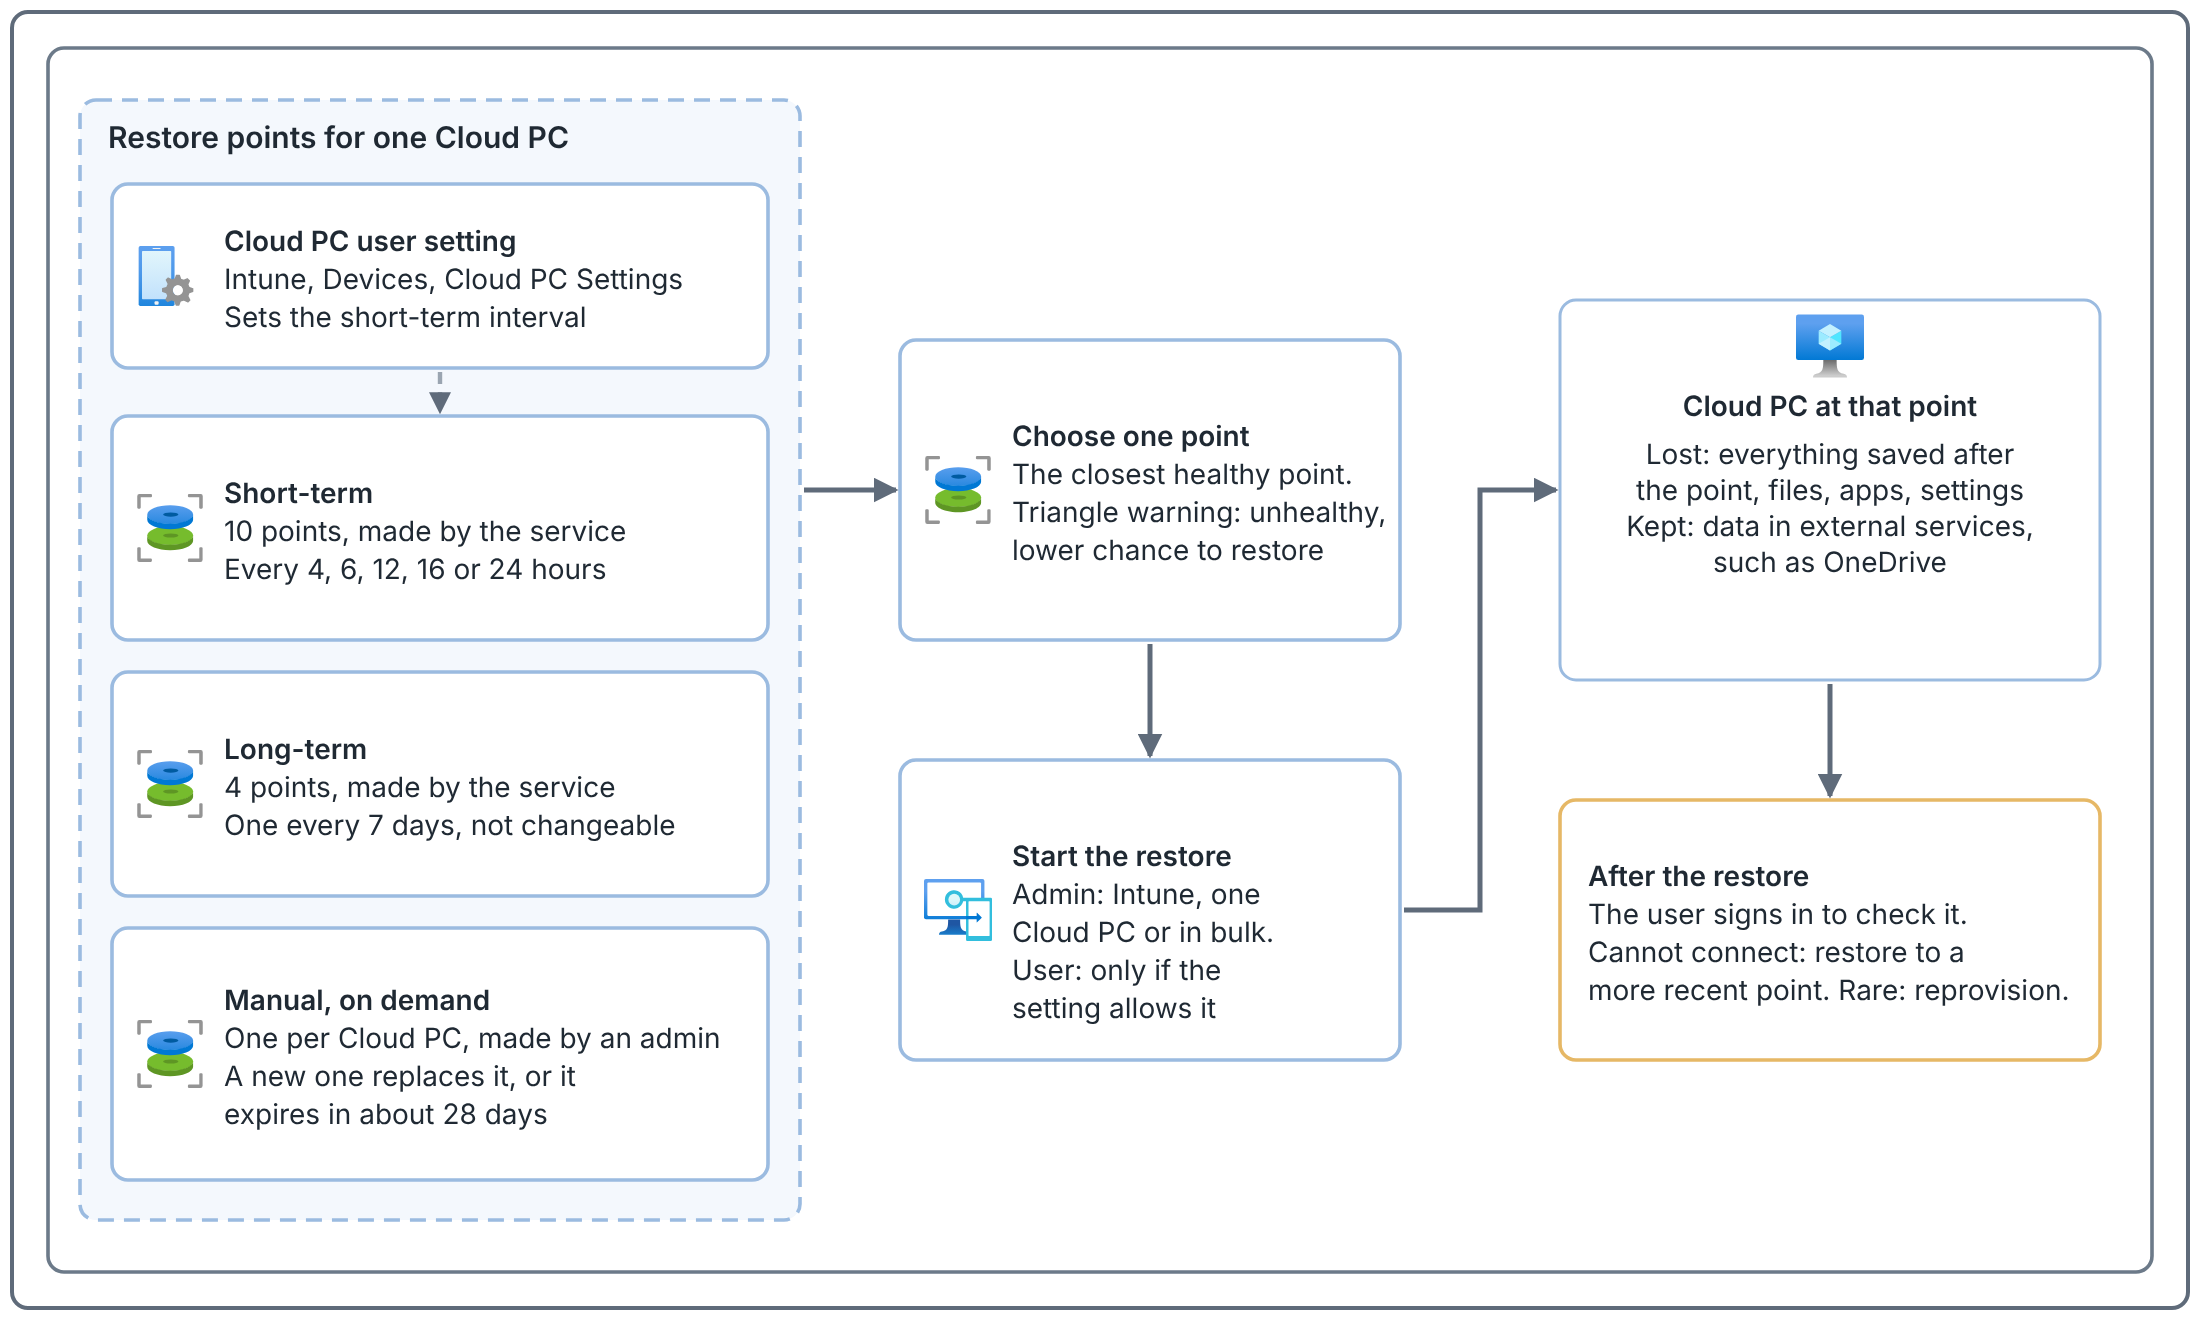 Restore points for one Cloud PC
Cloud PC user setting
Intune, Devices, Cloud PC Settings
Sets the short-term interval
Short-term
10 points, made by the service
Every 4, 6, 12, 16 or 24 hours
Long-term
4 points, made by the service
One every 7 days, not changeable
Manual, on demand
One per Cloud PC, made by an admin
A new one replaces it, or it
expires in about 28 days
Choose one point
The closest healthy point.
Triangle warning: unhealthy,
lower chance to restore
Start the restore
Admin: Intune, one
Cloud PC or in bulk.
User: only if the
setting allows it
Cloud PC at that point
Lost: everything saved after
the point, files, apps, settings
Kept: data in external services,
such as OneDrive
After the restore
The user signs in to check it.
Cannot connect: restore to a
more recent point. Rare: reprovision.